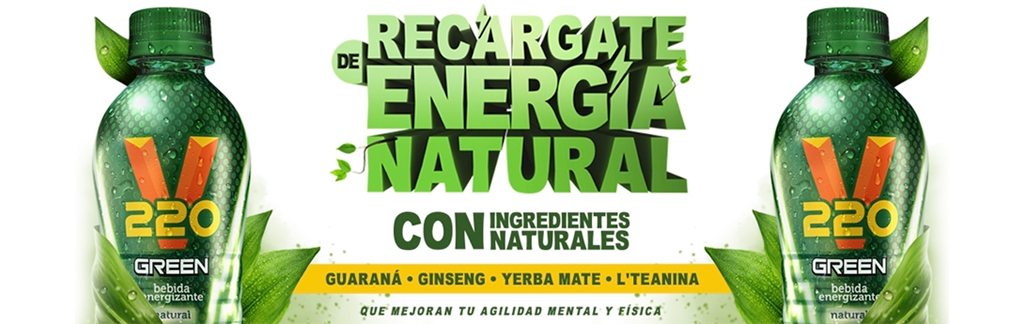 RECÁRGATE
DE
ENERGÍA
NATURAL
CON INGREDIENTES
NATURALES
GUARANÁ • GINSENG • YERBA MATE • L'TEANINA
QUE MEJORAN TU AGILIDAD MENTAL Y FÍSICA
V
220
GREEN
bebida
energizante
natural
V
220
GREEN
bebida
energizante
natural